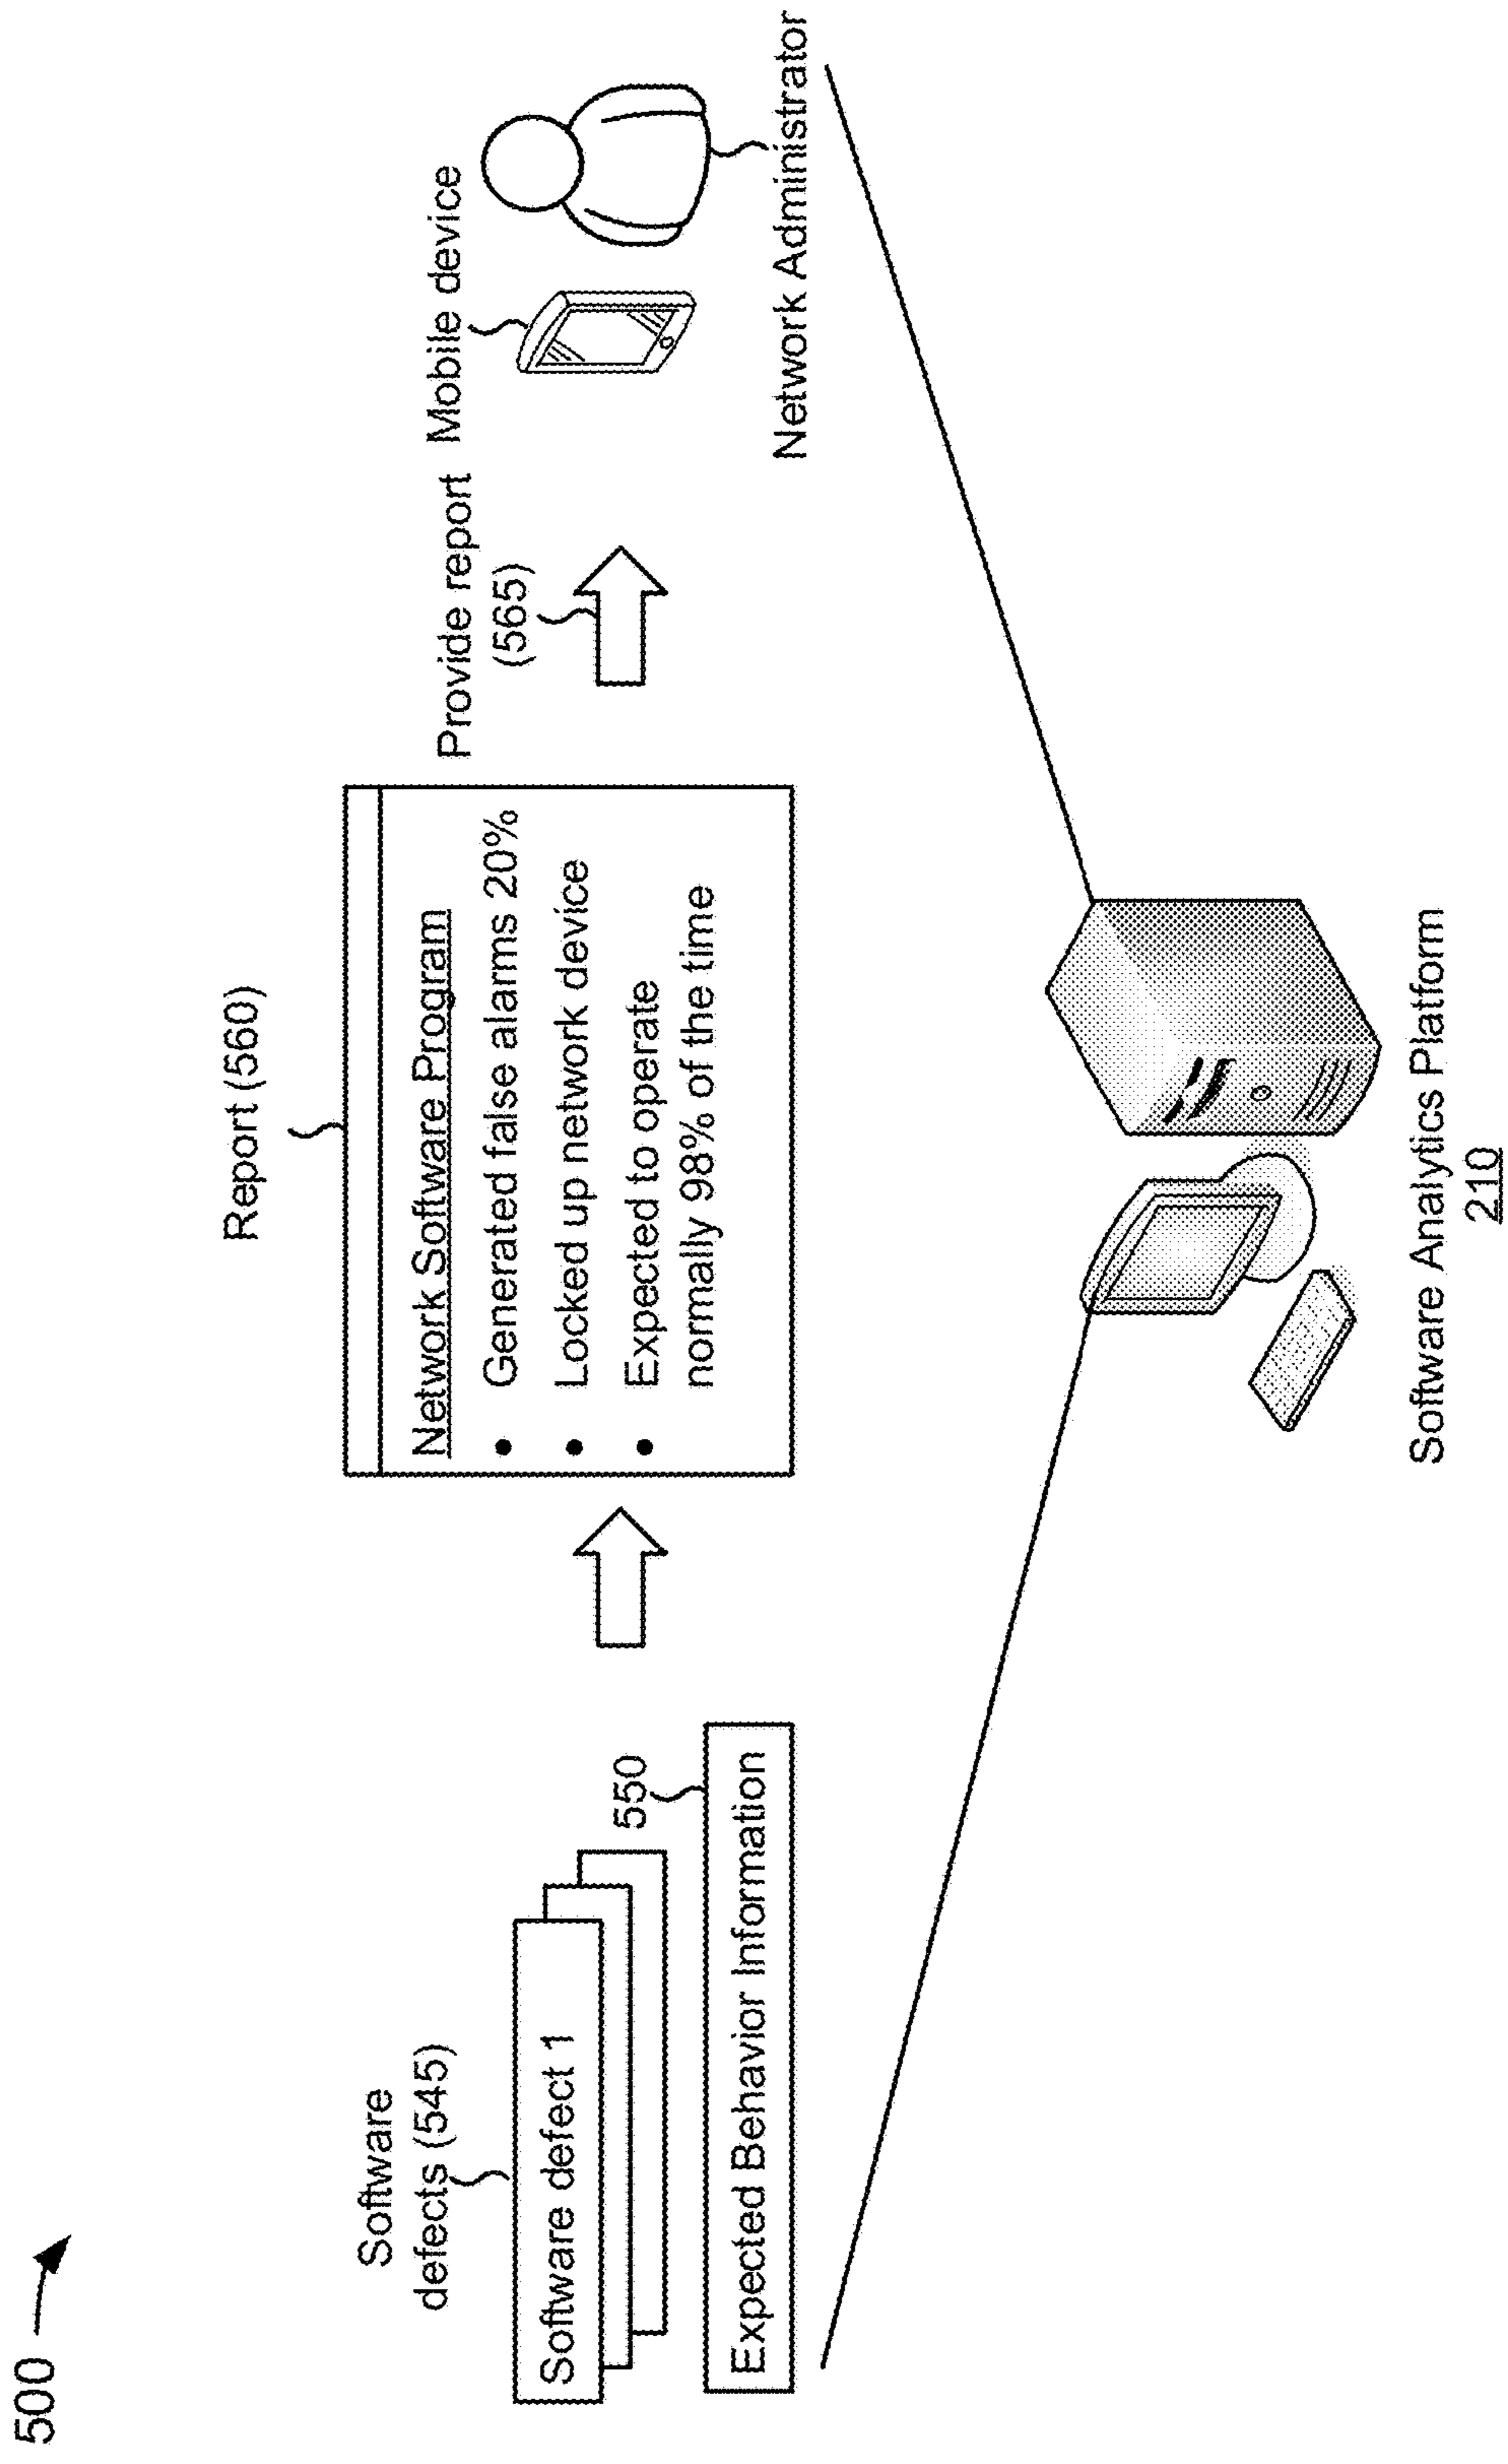 500
Software
defects (545)
Software defect 1
550
Expected Behavior Information
Report (560)
Network Software Program
• Generated false alarms 20%
• Locked up network device
• Expected to operate
normally 98% of the time
Provide report
(565)
Mobile device
Network Administrator
Software Analytics Platform
210